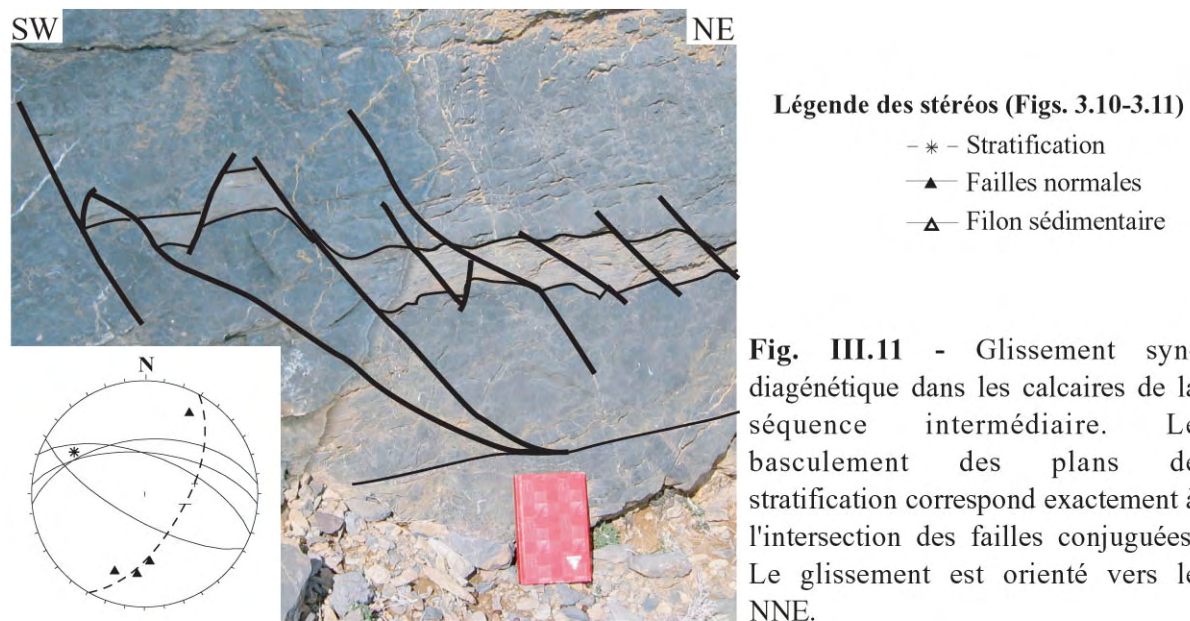 SW
NE
N
Légende des stéréos (Figs. 3.10-3.11)
Stratification
Failles normales
Filon sédimentaire
Fig. III.11 - Glissement syn-
diagénétique dans les calcaires de la
séquence intermédiaire. Le
basculement des plans de
stratification correspond exactement à
l'intersection des failles conjuguées.
Le glissement est orienté vers le
NNE.